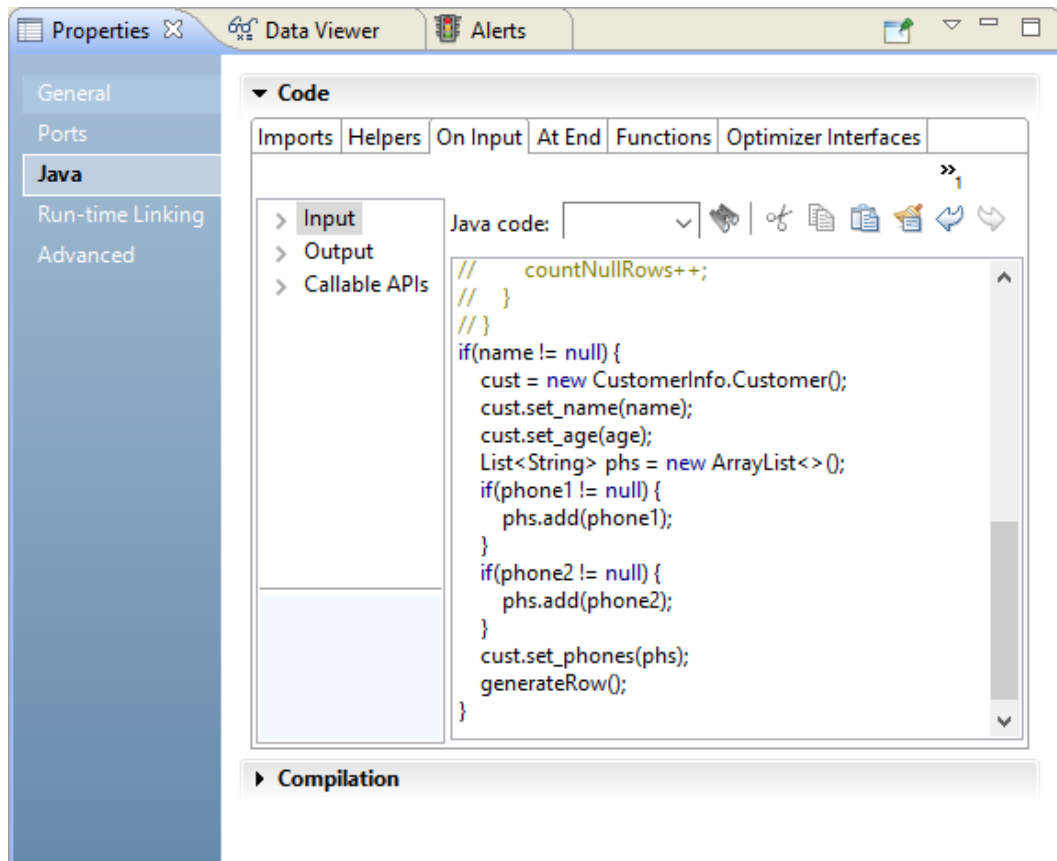 Properties Data Viewer Alerts
General
Ports
Java
Run-time Linking
Advanced
Code
Imports Helpers On Input At End Functions Optimizer Interfaces
»1
Input
Output
Callable APIs
Java code:
//        countNullRows++;
//    }
// }
if(name != null) {
    cust = new CustomerInfo.Customer();
    cust.set_name(name);
    cust.set_age(age);
    List<String> phs = new ArrayList<>();
    if(phone1 != null) {
        phs.add(phone1);
    }
    if(phone2 != null) {
        phs.add(phone2);
    }
    cust.set_phones(phs);
    generateRow();
}
Compilation